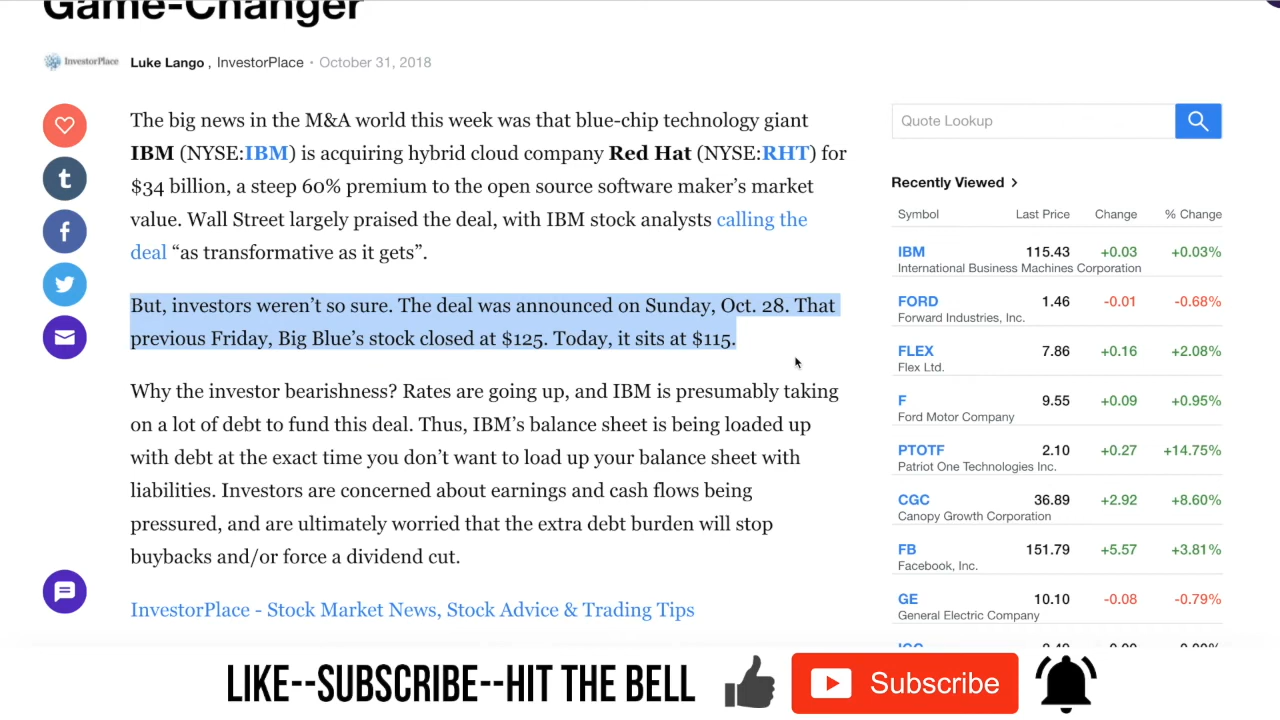 Game-Changer
InvestorPlace Luke Lango , InvestorPlace • October 31, 2018
The big news in the M&A world this week was that blue-chip technology giant
IBM (NYSE:IBM) is acquiring hybrid cloud company Red Hat (NYSE:RHT) for
$34 billion, a steep 60% premium to the open source software maker’s market
value. Wall Street largely praised the deal, with IBM stock analysts calling the
deal “as transformative as it gets”.
But, investors weren’t so sure. The deal was announced on Sunday, Oct. 28. That
previous Friday, Big Blue’s stock closed at $125. Today, it sits at $115.
Why the investor bearishness? Rates are going up, and IBM is presumably taking
on a lot of debt to fund this deal. Thus, IBM’s balance sheet is being loaded up
with debt at the exact time you don’t want to load up your balance sheet with
liabilities. Investors are concerned about earnings and cash flows being
pressured, and are ultimately worried that the extra debt burden will stop
buybacks and/or force a dividend cut.
InvestorPlace - Stock Market News, Stock Advice & Trading Tips
Quote Lookup
Recently Viewed >
Symbol Last Price Change % Change
IBM 115.43 +0.03 +0.03%
International Business Machines Corporation
FORD 1.46 -0.01 -0.68%
Forward Industries, Inc.
FLEX 7.86 +0.16 +2.08%
Flex Ltd.
F 9.55 +0.09 +0.95%
Ford Motor Company
PTOTF 2.10 +0.27 +14.75%
Patriot One Technologies Inc.
CGC 36.89 +2.92 +8.60%
Canopy Growth Corporation
FB 151.79 +5.57 +3.81%
Facebook, Inc.
GE 10.10 -0.08 -0.79%
General Electric Company
LIKE--SUBSCRIBE--HIT THE BELL
Subscribe